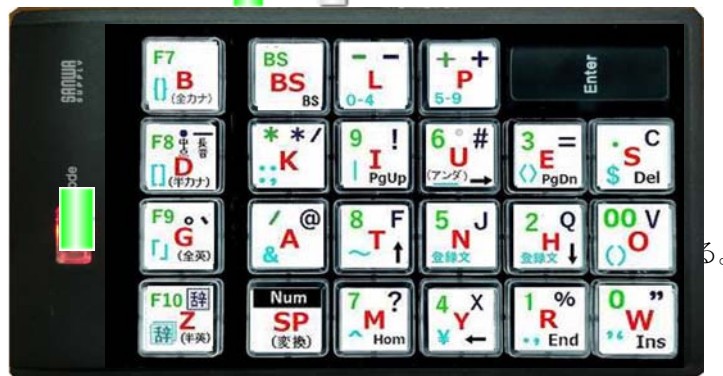 SANWA
SUPPLY
ode
F7
B
{} (全カナ)
BS
BS
BS
- -
L
0-4
+ +
P
5-9
Enter
F8 中点 長音
D
[] (半カナ)
* * /
K
: ; ,
9 !
I
| PgUp
6 ° #
U
(アンダ) →
3 =
E
<> PgDn
. C
S
$ Del
F9 。 、
G
「」 (全英)
/ @
A
&
8 F
T
~ ↑
5 J
N
登録文
2 Q
H
登録文 ↓
00 V
O
()
る。
F10 辞
Z
辞 (半英)
Num
SP
(変換)
7 ?
M
^ Hom
4 X
Y
¥ ←
1 %
R
End
0 ”
W
“ Ins